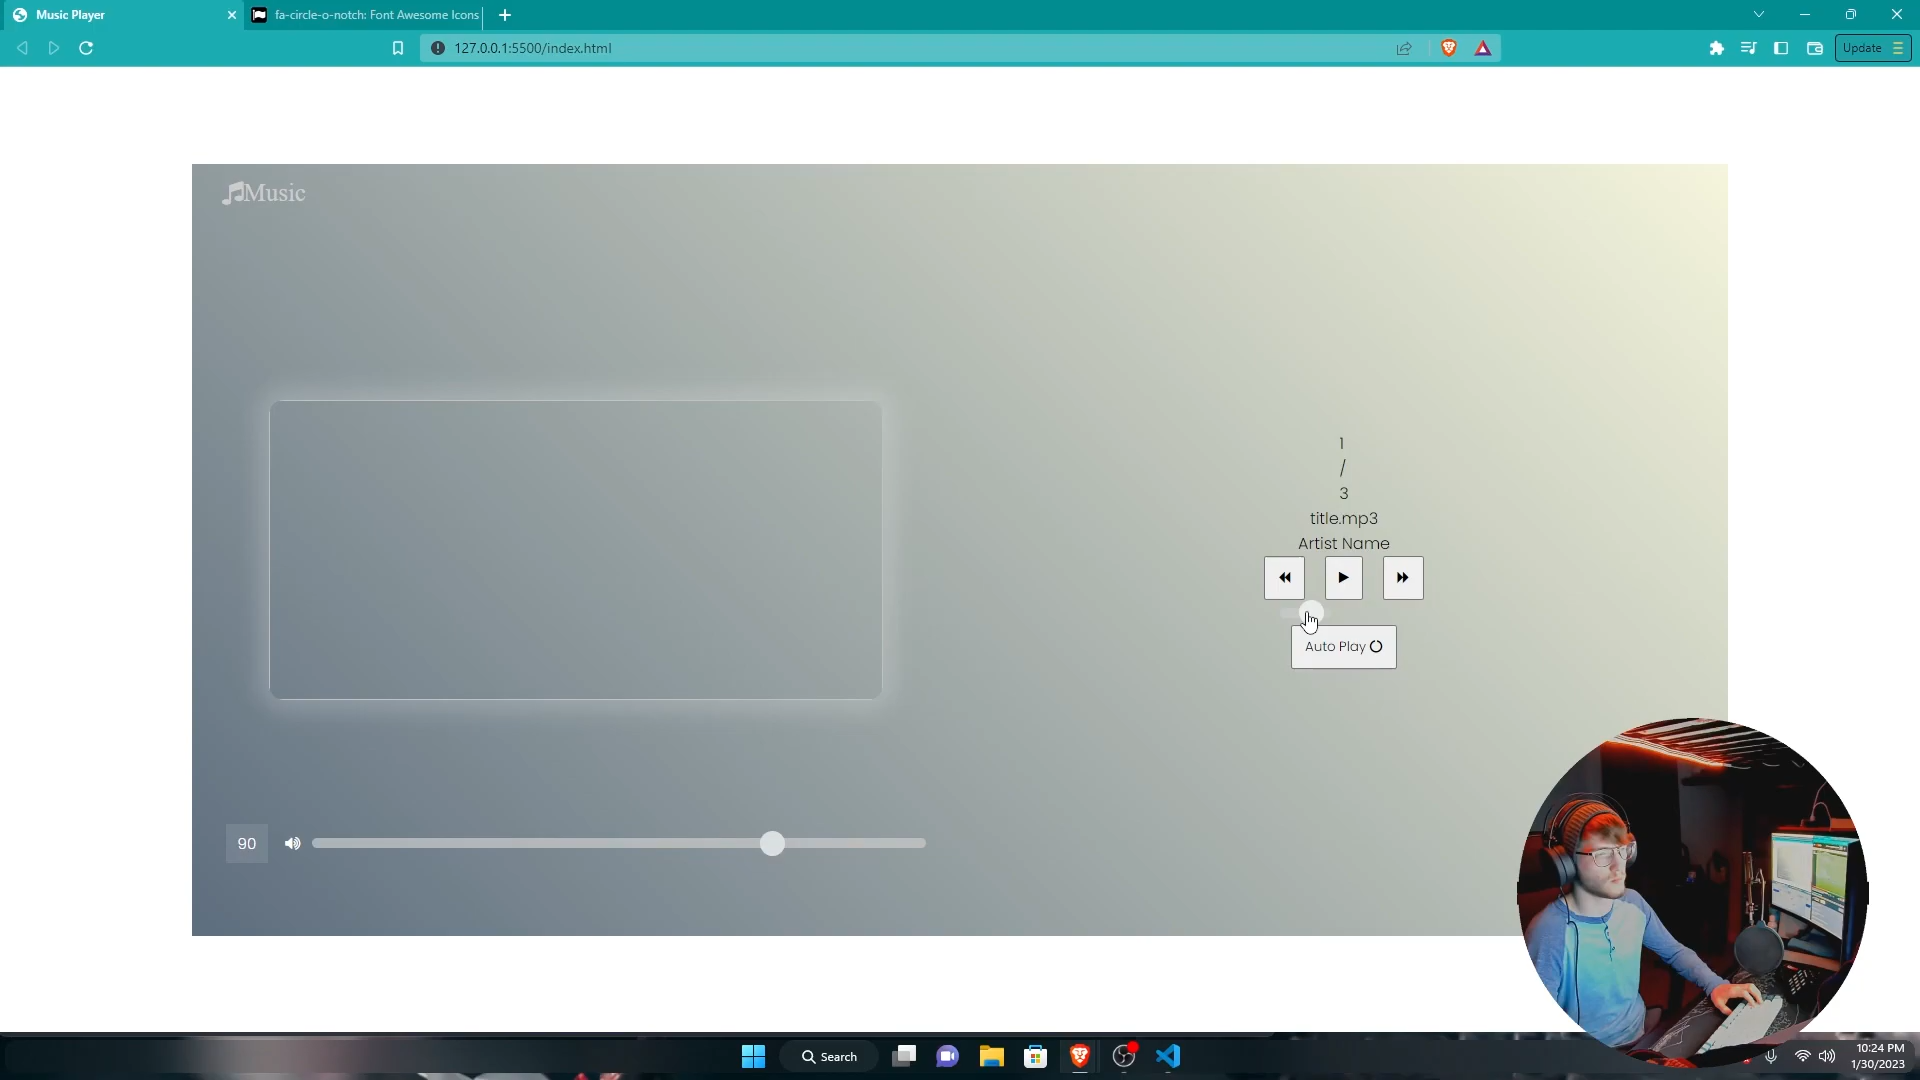 Music Player
fa-circle-o-notch: Font Awesome Icons
127.0.0.1:5500/index.html
Update
Music
1
/
3
title.mp3
Artist Name
Auto Play
90
Search
10:24 PM
1/30/2023